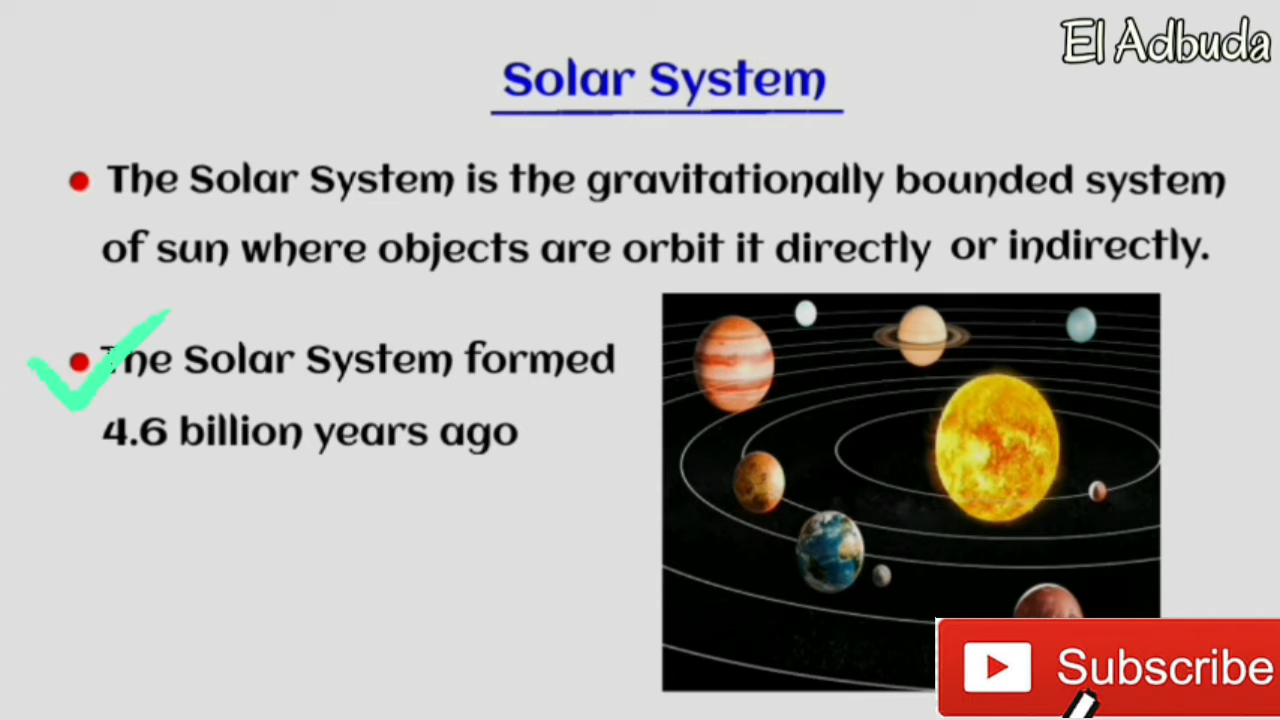 El Adbuda
Solar System
• The Solar System is the gravitationally bounded system
of sun where objects are orbit it directly or indirectly.
• The Solar System formed
4.6 billion years ago
Subscribe